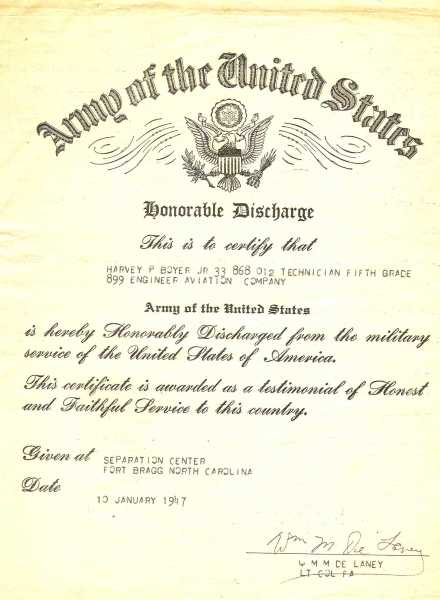 Army of the United States
Honorable Discharge
This is to certify that
HARVEY P BOYER JR 33 868 012 TECHNICIAN FIFTH GRADE
899 ENGINEER AVIATION COMPANY
Army of the United States
is hereby Honorably Discharged from the military
service of the United States of America.
This certificate is awarded as a testimonial of Honest
and Faithful Service to this country.
Given at SEPARATION CENTER
FORT BRAGG NORTH CAROLINA
Date 10 JANUARY 1947
Wm M De Laney
W M M DE LANEY
LT COL FA